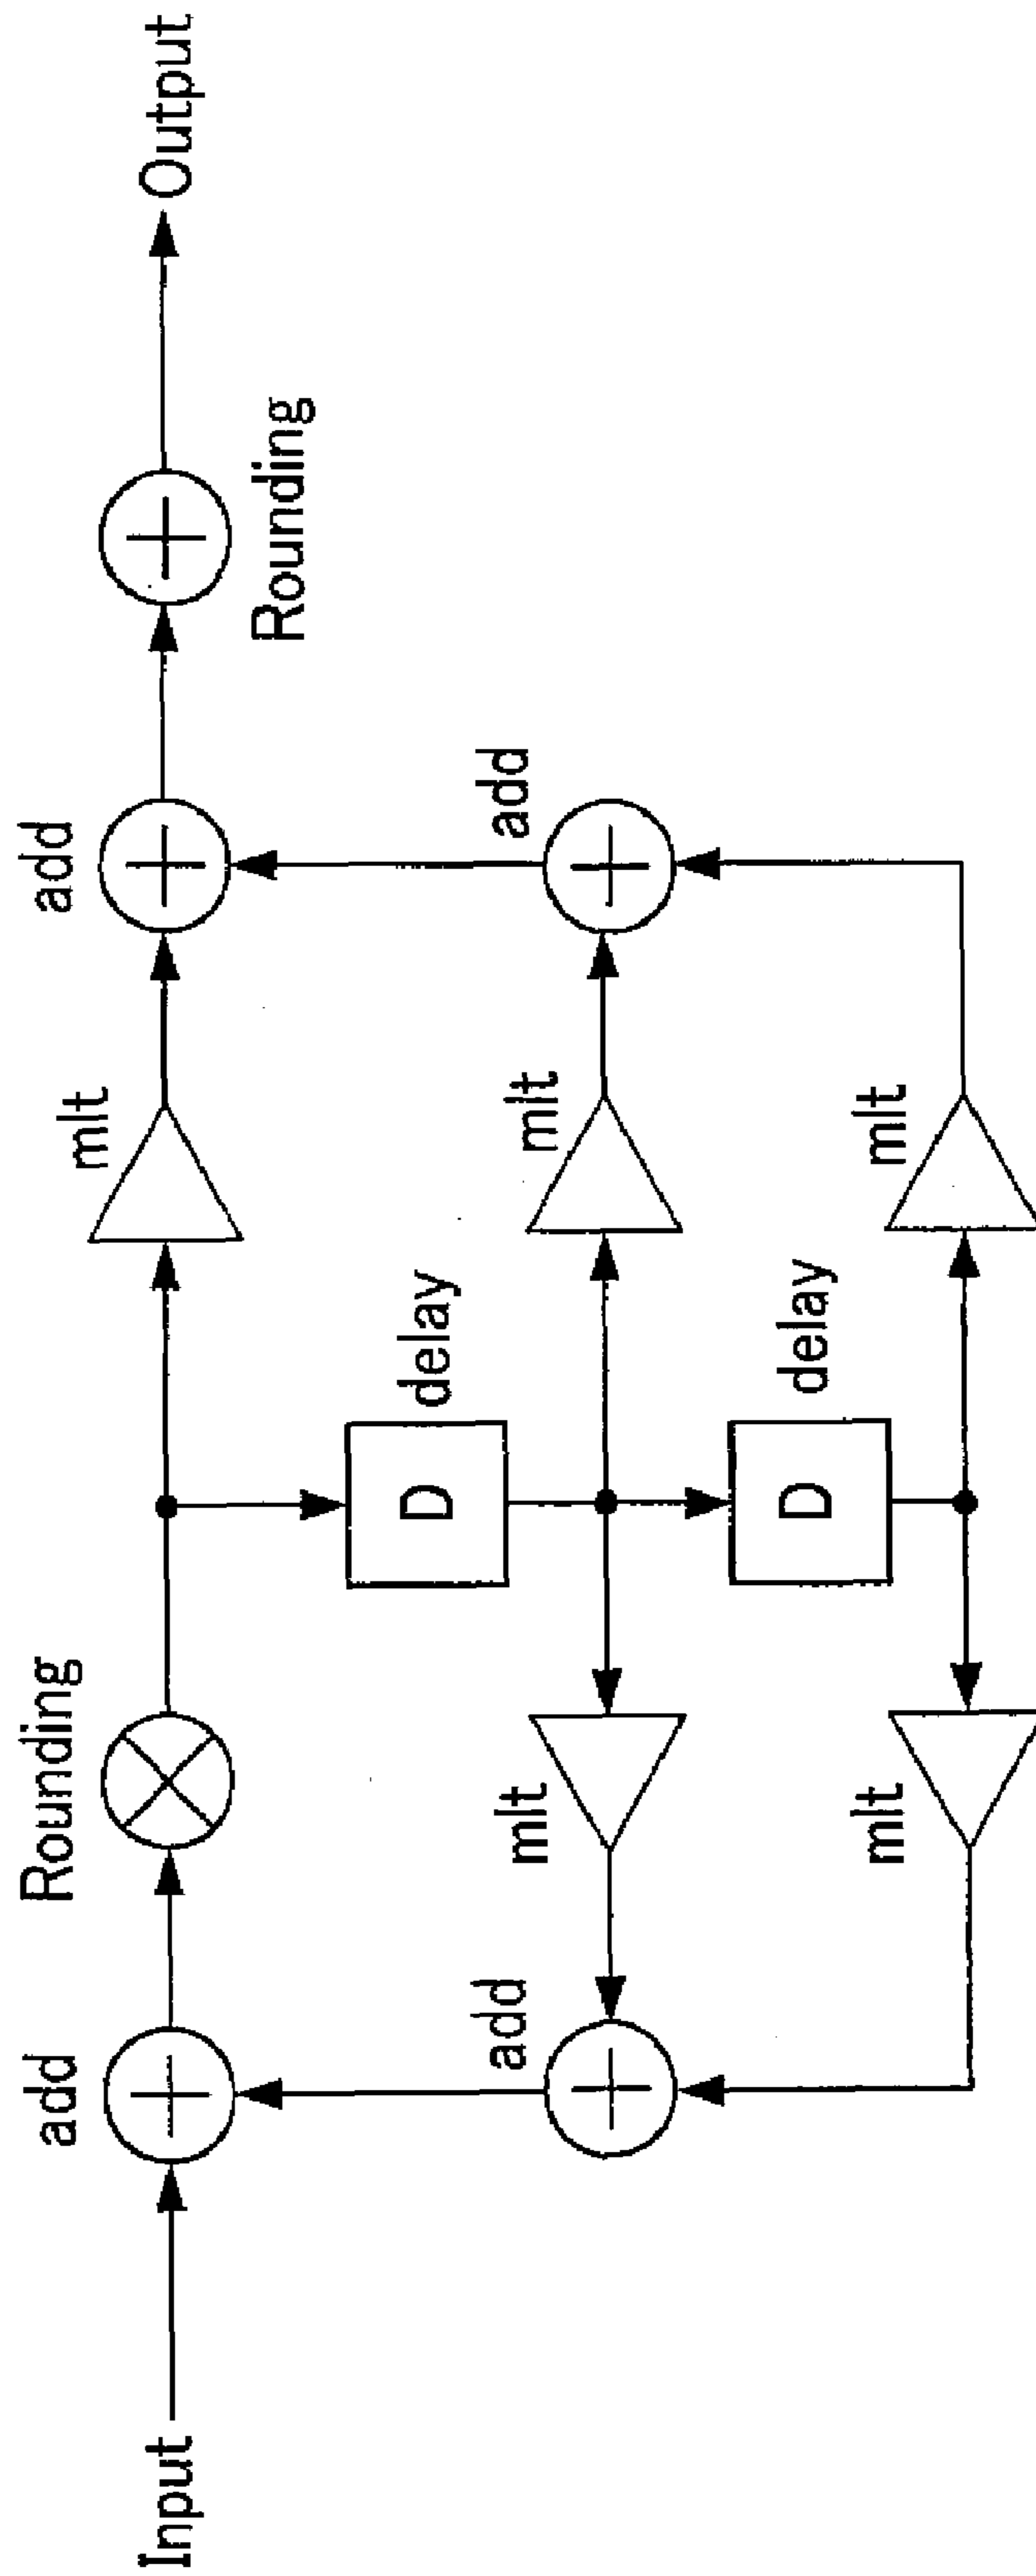 Input
add
Rounding
mlt
add
Output
Rounding
D
delay
add
mlt
mlt
add
D
delay
mlt
mlt